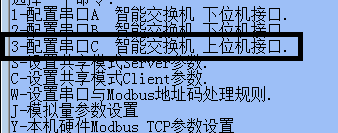 1-配置串口A  智能交换机 下位机接口.
2-配置串口B  智能交换机 下位机接口.
3-配置串口C  智能交换机 上位机接口.
S-设置共享模式Server参数.
C-设置共享模式Client参数.
W-设置串口与Modbus地址码处理规则.
J-模拟量参数设置
Y-本机硬件Modbus TCP参数设置